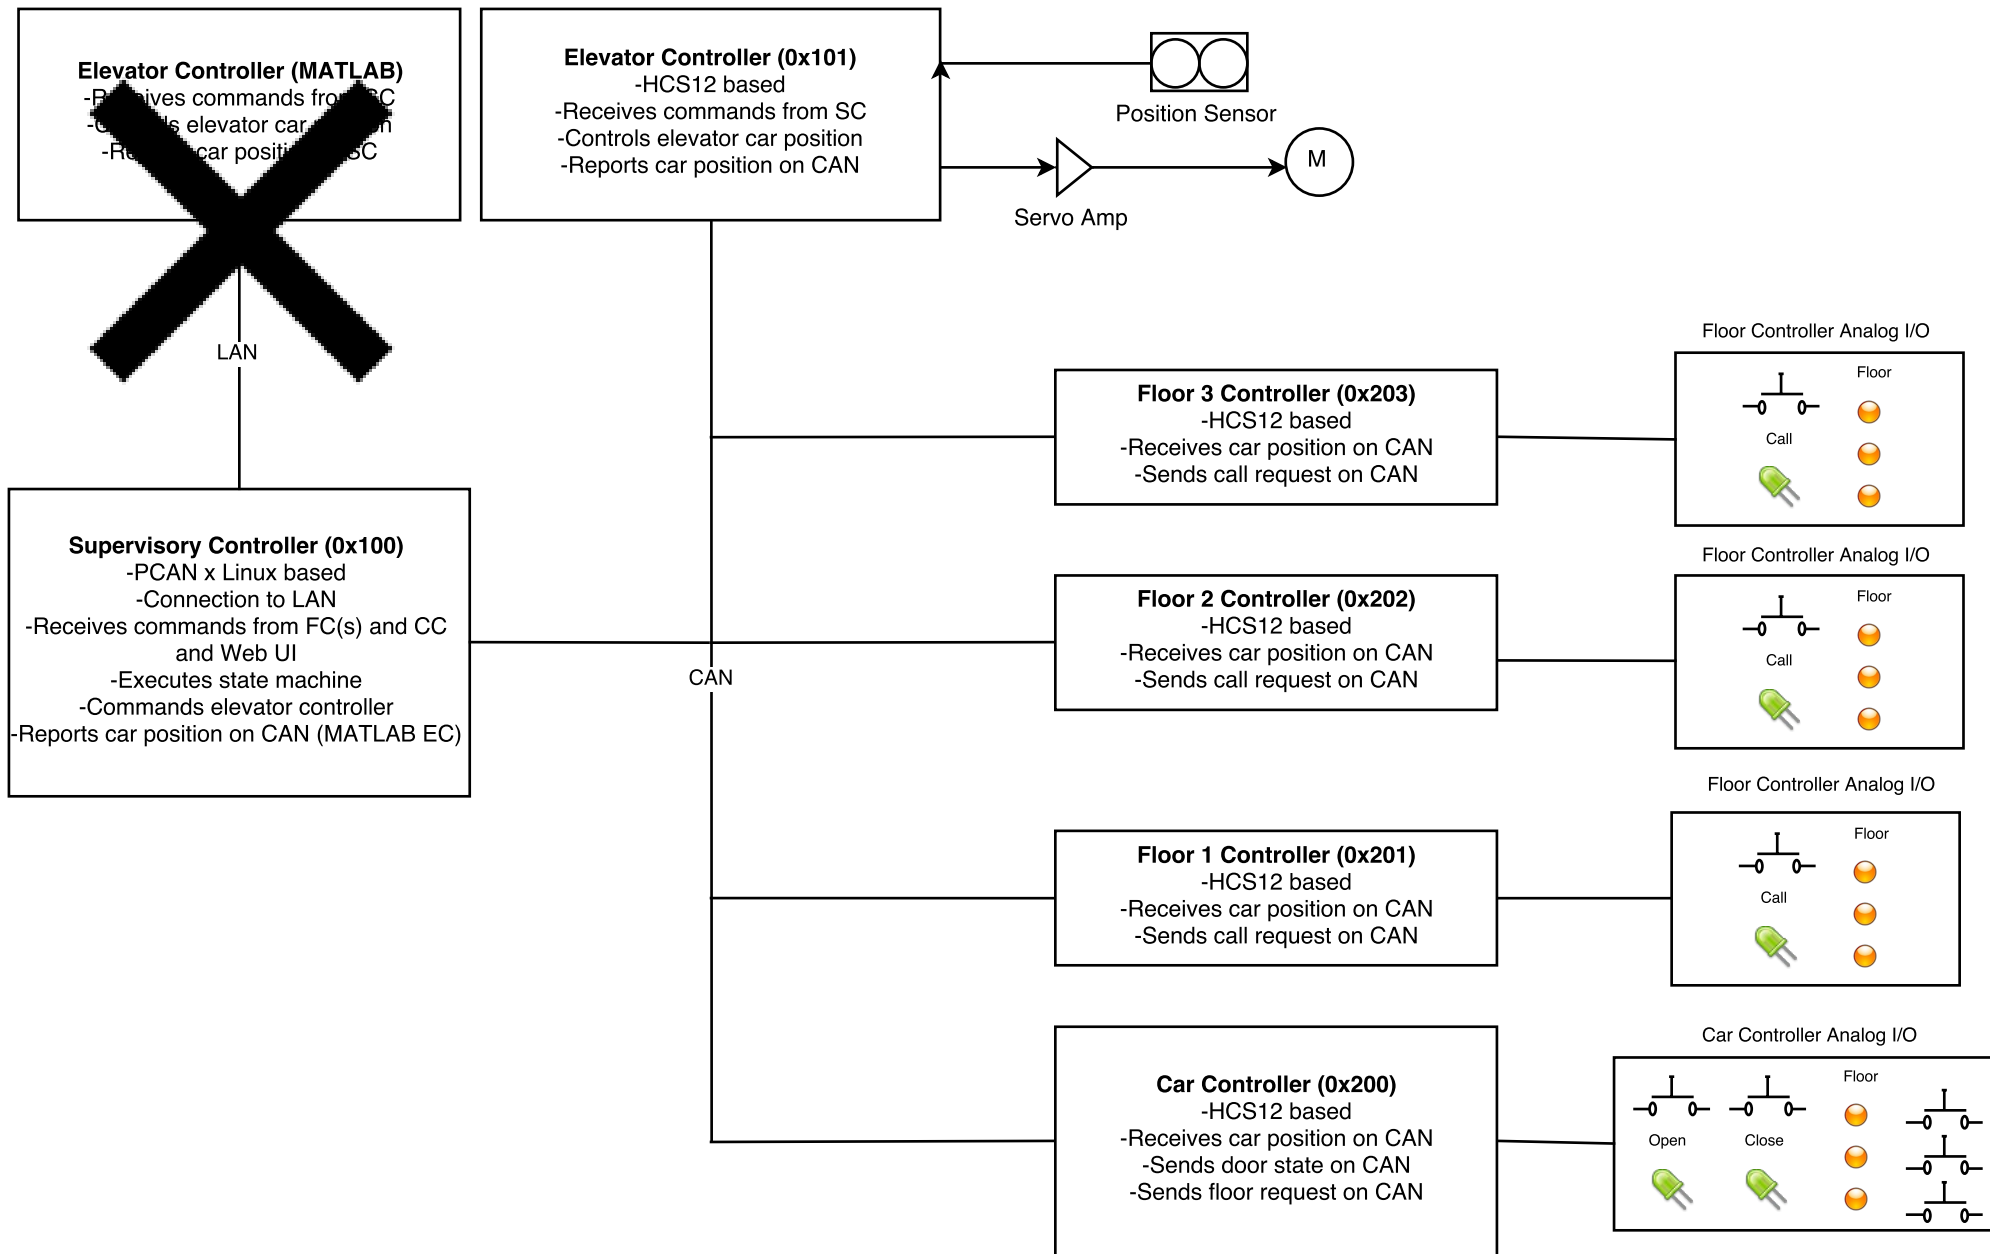 Elevator Controller (MATLAB)
commands
elevator car
car
LAN
Elevator Controller (0x101)
-HCS12 based
-Receives commands from SC
-Controls elevator car position
-Reports car position on CAN
Position Sensor
M
Servo Amp
Supervisory Controller (0x100)
-PCAN x Linux based
-Connection to LAN
-Receives commands from FC(s) and CC
and Web UI
-Executes state machine
-Commands elevator controller
-Reports car position on CAN (MATLAB EC)
CAN
Floor 3 Controller (0x203)
-HCS12 based
-Receives car position on CAN
-Sends call request on CAN
Floor Controller Analog I/O
Floor
Call
Floor 2 Controller (0x202)
-HCS12 based
-Receives car position on CAN
-Sends call request on CAN
Floor Controller Analog I/O
Floor
Call
Floor 1 Controller (0x201)
-HCS12 based
-Receives car position on CAN
-Sends call request on CAN
Floor Controller Analog I/O
Floor
Call
Car Controller (0x200)
-HCS12 based
-Receives car position on CAN
-Sends door state on CAN
-Sends floor request on CAN
Car Controller Analog I/O
Floor
Open
Close